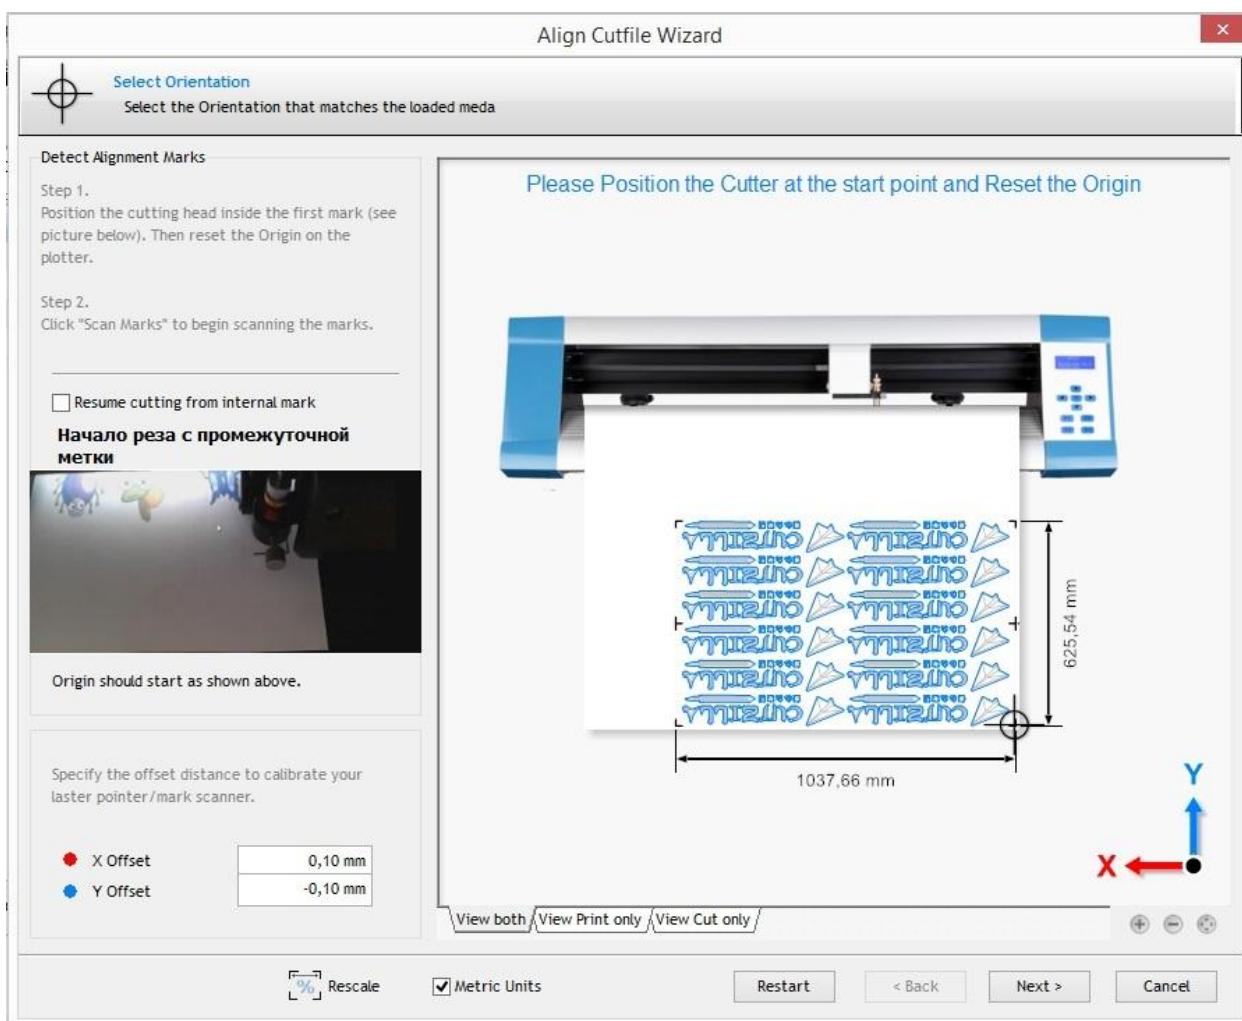 Align Cutfile Wizard
Select Orientation
Select the Orientation that matches the loaded meda
Detect Alignment Marks
Step 1.
Position the cutting head inside the first mark (see
picture below). Then reset the Origin on the
plotter.
Step 2.
Click "Scan Marks" to begin scanning the marks.
Resume cutting from internal mark
Начало реза с промежуточной
метки
Origin should start as shown above.
Specify the offset distance to calibrate your
laster pointer/mark scanner.
X Offset
0,10 mm
Y Offset
-0,10 mm
Please Position the Cutter at the start point and Reset the Origin
625,54 mm
1037,66 mm
Y
X
View both
View Print only
View Cut only
%
Rescale
Metric Units
Restart
< Back
Next >
Cancel